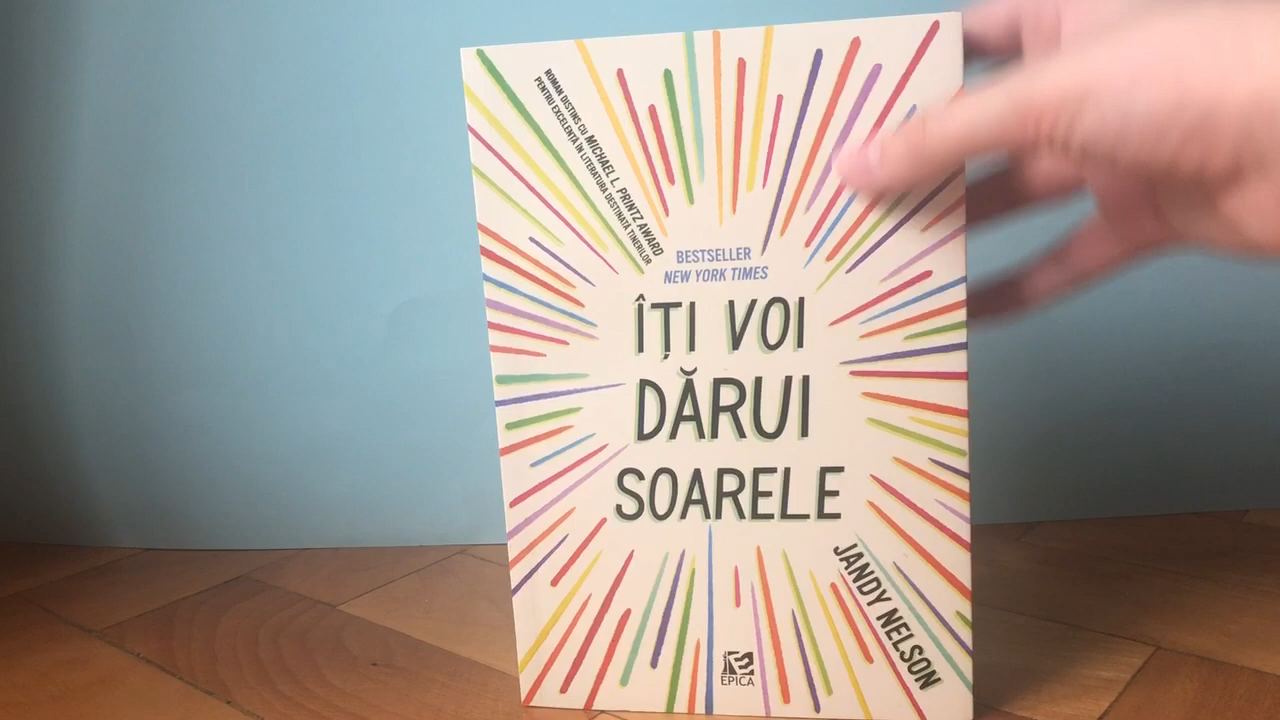 ROMAN DISTINS CU MICHAEL L. PRINTZ AWARD
PENTRU EXCELENȚĂ ÎN LITERATURA DESTINATĂ TINERILOR
BESTSELLER
NEW YORK TIMES
ÎȚI VOI
DĂRUI
SOARELE
JANDY NELSON
EPICA